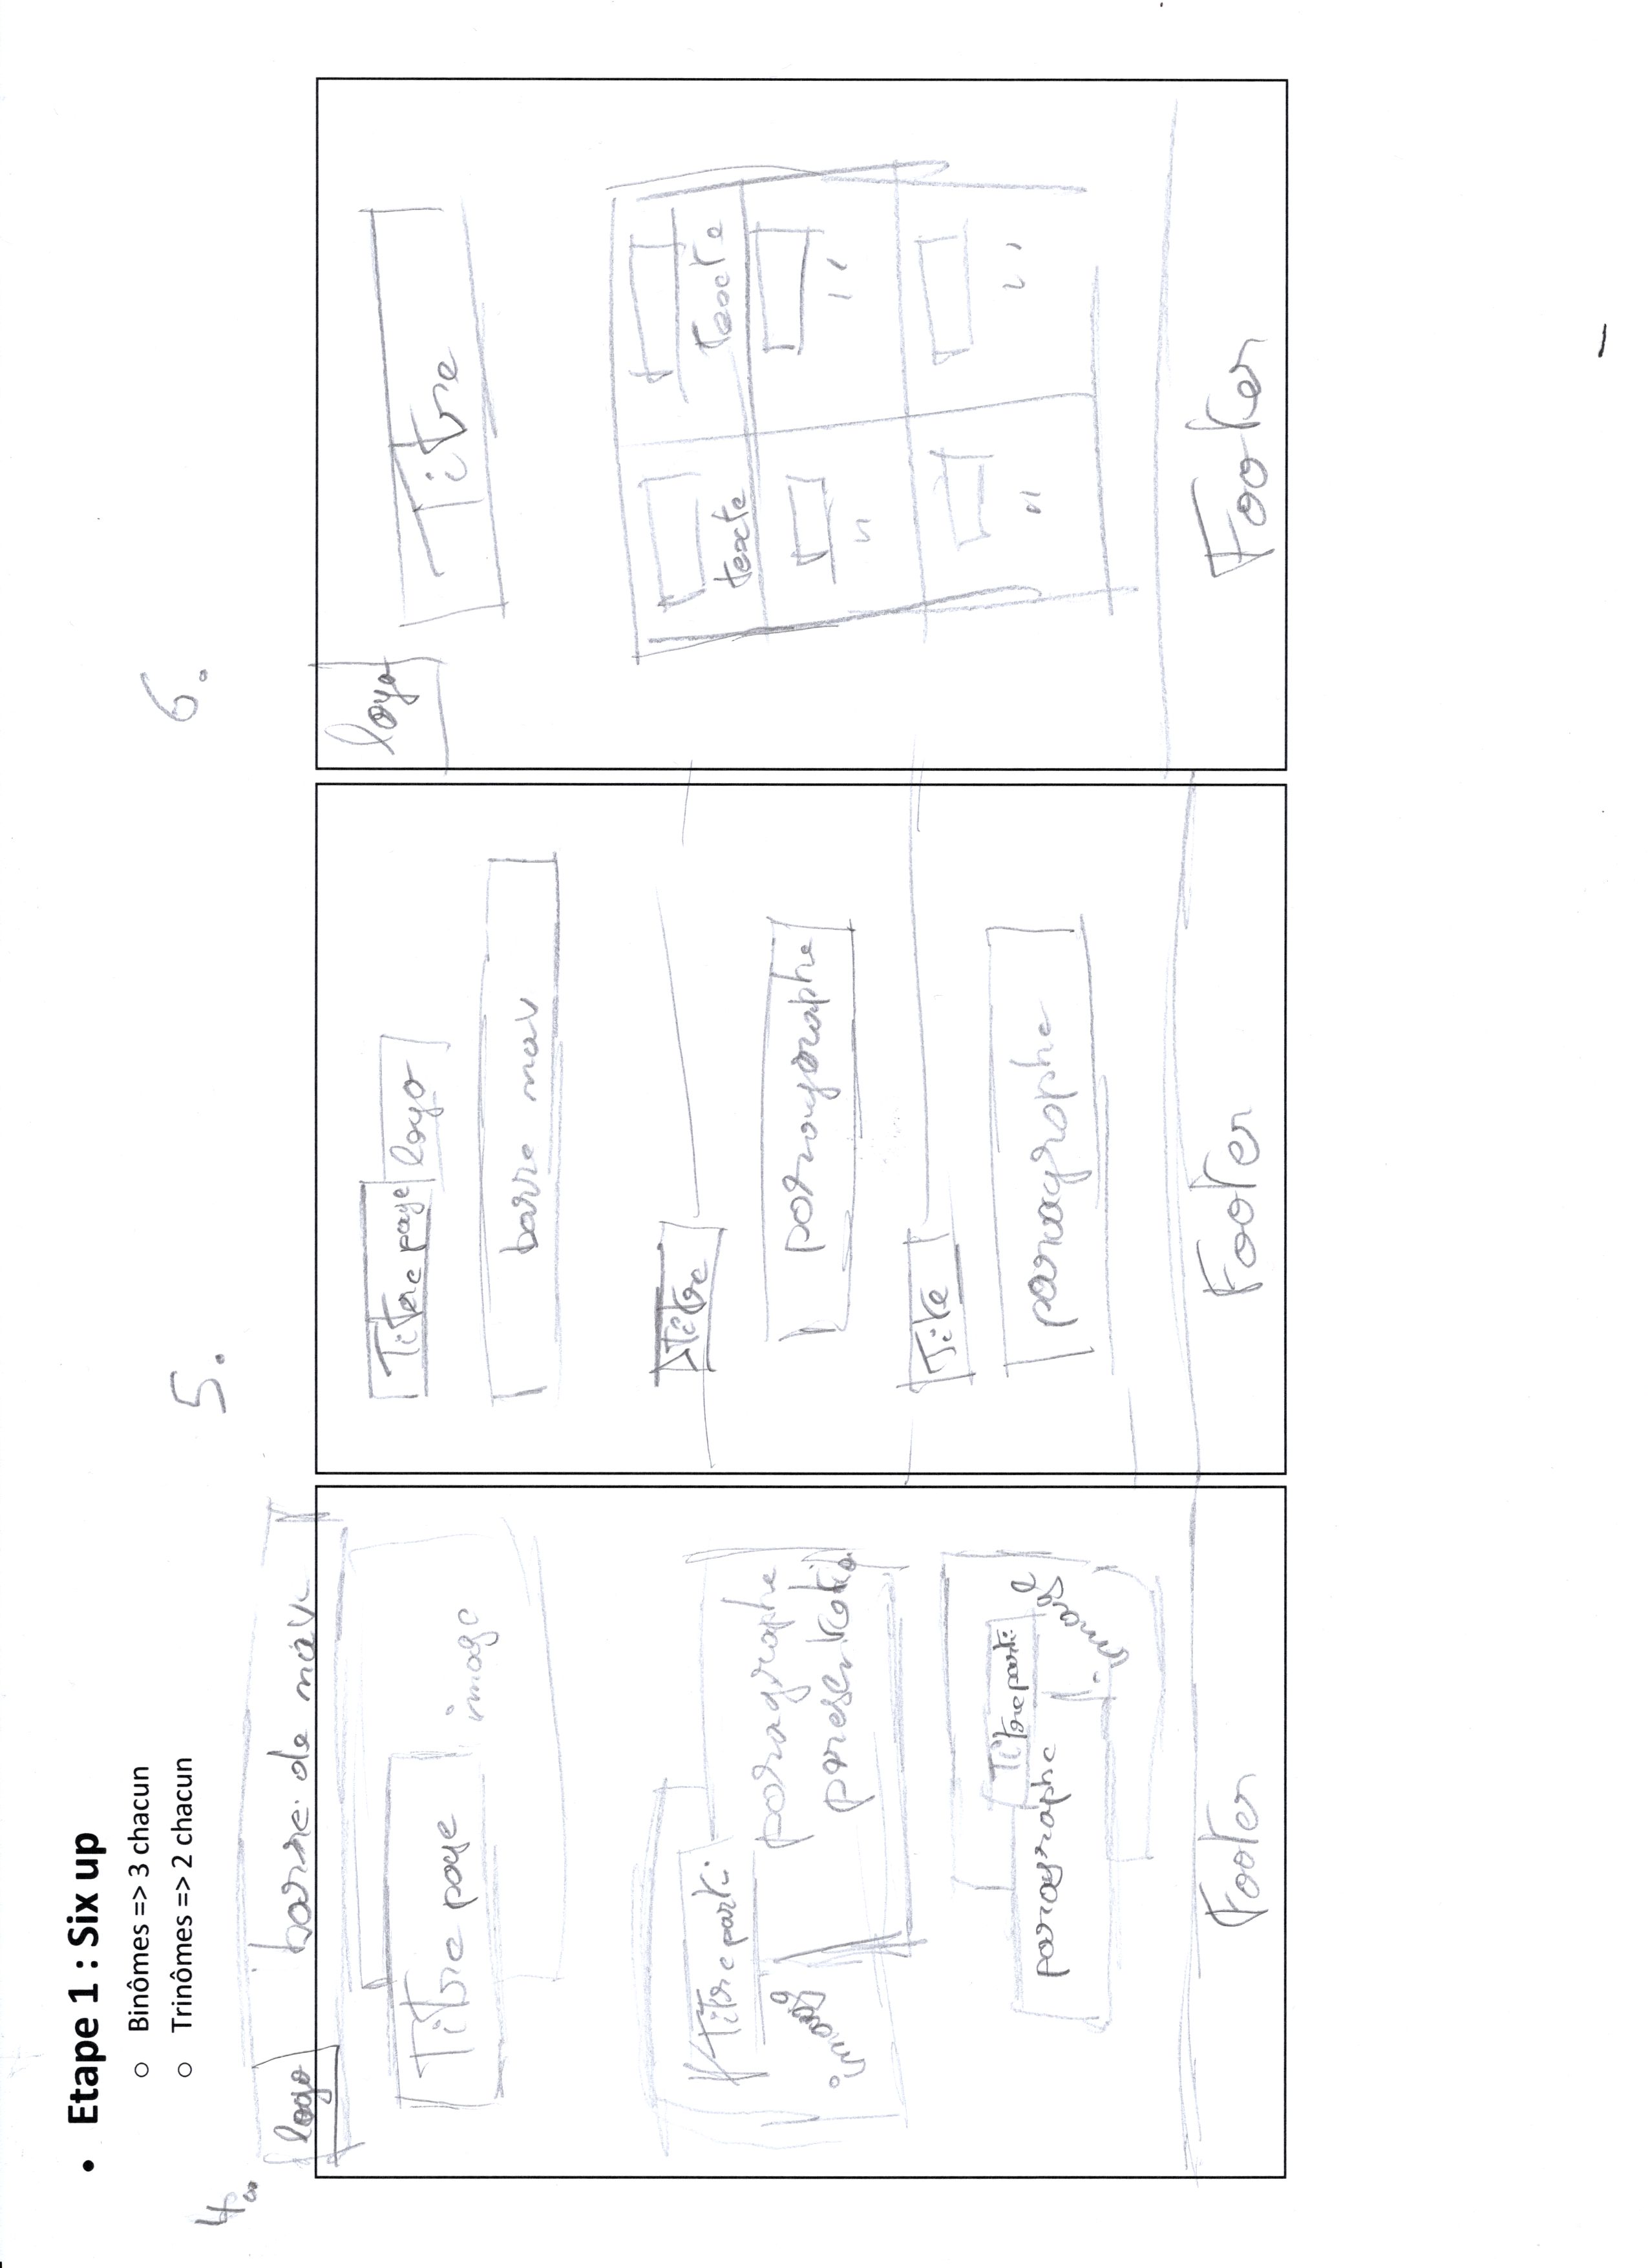 • Etape 1 : Six up
o Binômes => 3 chacun
o Trinômes => 2 chacun
4.
logo barre de nav
Titre page
image
Titre parti
image
paragraphe
presentatio
Titre parti
paragraphe
image
Footer
5.
Titre page logo
barre nav
Titre
paragraphe
Titre
paragraphe
Footer
6.
logo
Titre
texte texte
" "
" "
Footer